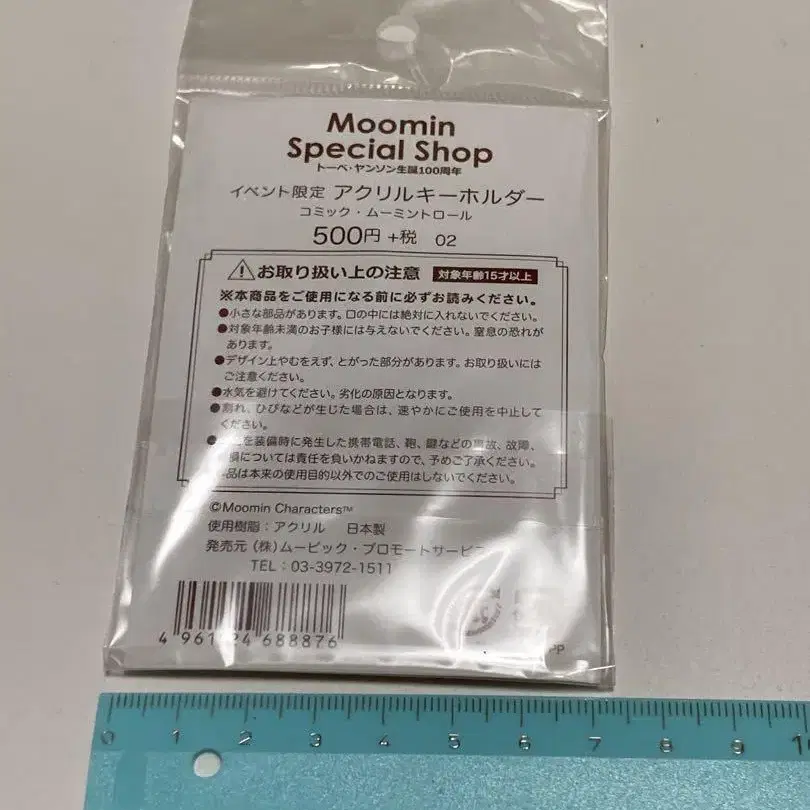 Moomin
Special Shop
トーベ・ヤンソン生誕100周年
イベント限定 アクリルキーホルダー
コミック・ムーミントロール
500円 +税 02
お取り扱い上の注意 対象年齢15才以上
※本商品をご使用になる前に必ずお読みください。
●小さな部品があります。口の中には絶対に入れないでください。
●対象年齢未満のお子様には与えないでください。窒息の恐れが
あります。
●デザイン上やむをえず、とがった部分があります。お取り扱いには
ご注意ください。
●水気を避けてください。劣化の原因となります。
●割れ、ひびなどが生じた場合は、速やかにご使用を中止して
ください。
を装備時に発生した携帯電話、鞄、鍵などの事故、故障、
損については責任を負いかねますので、予めご了承ください。
品は本来の使用目的以外でのご使用はしないでください。
©Moomin Characters™
使用樹脂：アクリル 日本製
発売元 (株)ムービック・プロモートサービス
TEL：03-3972-1511
4 961 24 688876
PP
0 1 2 3 4 5 6 7 8 9 10